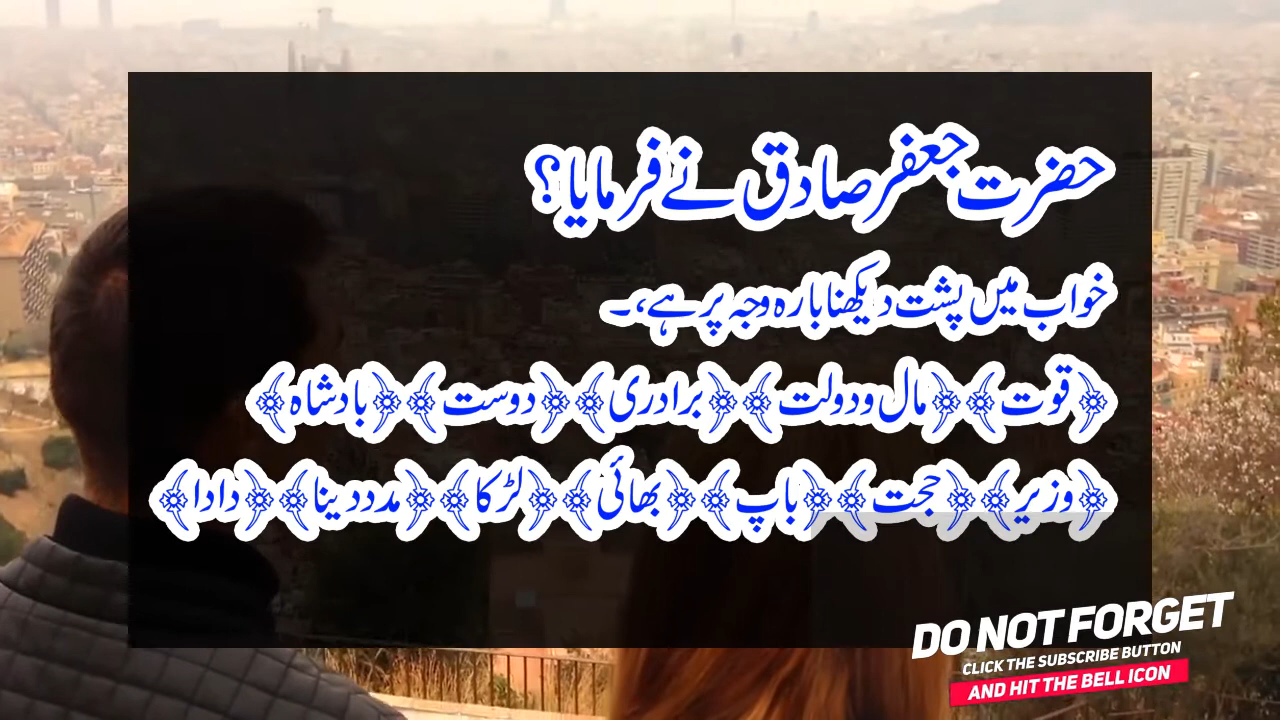 حضرت جعفر صادق نے فرمایا؟
خواب میں پشت دیکھنا بارہ وجہ پر ہے،۔
﴿قوت﴾﴿مال و دولت﴾﴿برادری﴾﴿دوست﴾﴿بادشاہ﴾
﴿وزیر﴾﴿حجت﴾﴿باپ﴾﴿بھائی﴾﴿لڑکا﴾﴿مدد دینا﴾﴿دادا﴾
DO NOT FORGET
CLICK THE SUBSCRIBE BUTTON
AND HIT THE BELL ICON